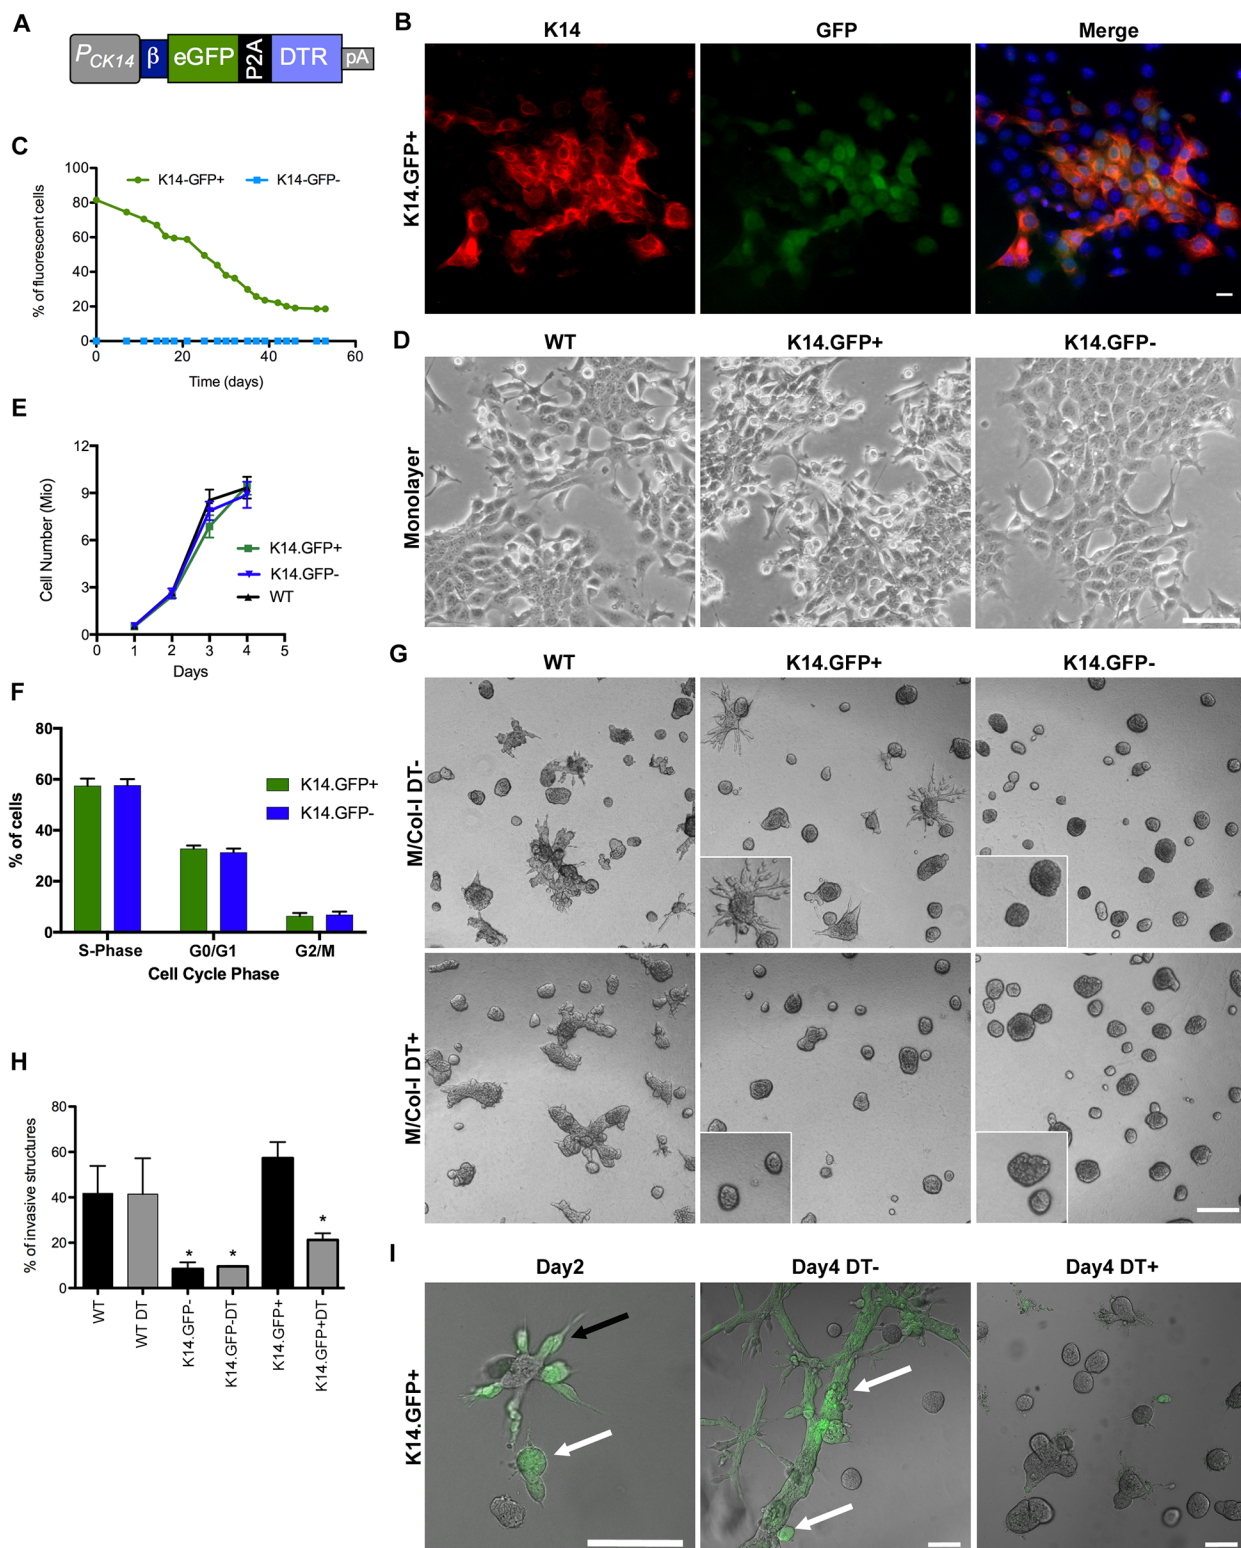 A
P_CK14 β eGFP P2A DTR pA
B
K14 GFP Merge
K14.GFP+
C
% of fluorescent cells
100
80
60
40
20
0
K14-GFP+ K14-GFP-
0 20 40 60
Time (days)
D
WT K14.GFP+ K14.GFP-
Monolayer
E
Cell Number (Mio)
12
9
6
3
0
K14.GFP+
K14.GFP-
WT
0 1 2 3 4 5
Days
F
% of cells
80
60
40
20
0
K14.GFP+
K14.GFP-
S-Phase G0/G1 G2/M
Cell Cycle Phase
G
WT K14.GFP+ K14.GFP-
M/Col-I DT-
M/Col-I DT+
H
% of invasive structures
80
60
40
20
0
* * *
WT
WT DT
K14.GFP-
K14.GFP-DT
K14.GFP+
K14.GFP+DT
I
Day2 Day4 DT- Day4 DT+
K14.GFP+